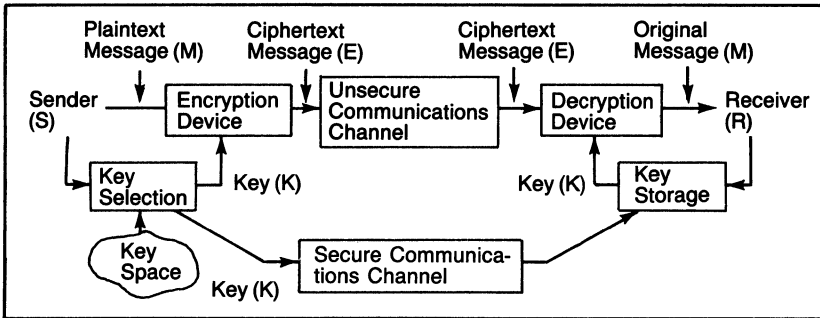 Plaintext
Message (M)
Ciphertext
Message (E)
Ciphertext
Message (E)
Original
Message (M)
Sender
(S)
Encryption
Device
Unsecure
Communications
Channel
Decryption
Device
Receiver
(R)
Key
Selection
Key (K)
Key (K)
Key
Storage
Key
Space
Key (K)
Secure Communica-
tions Channel